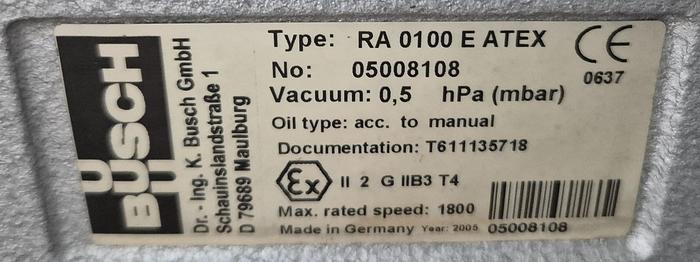 BUSCH
Dr. - Ing. K. Busch GmbH
Schauinslandstraße 1
D 79689 Maulburg
Type: RA 0100 E ATEX
CE
0637
No: 05008108
Vacuum: 0,5 hPa (mbar)
Oil type: acc. to manual
Documentation: T611135718
Ex II 2 G IIB3 T4
Max. rated speed: 1800
Made in Germany Year: 2005 05008108